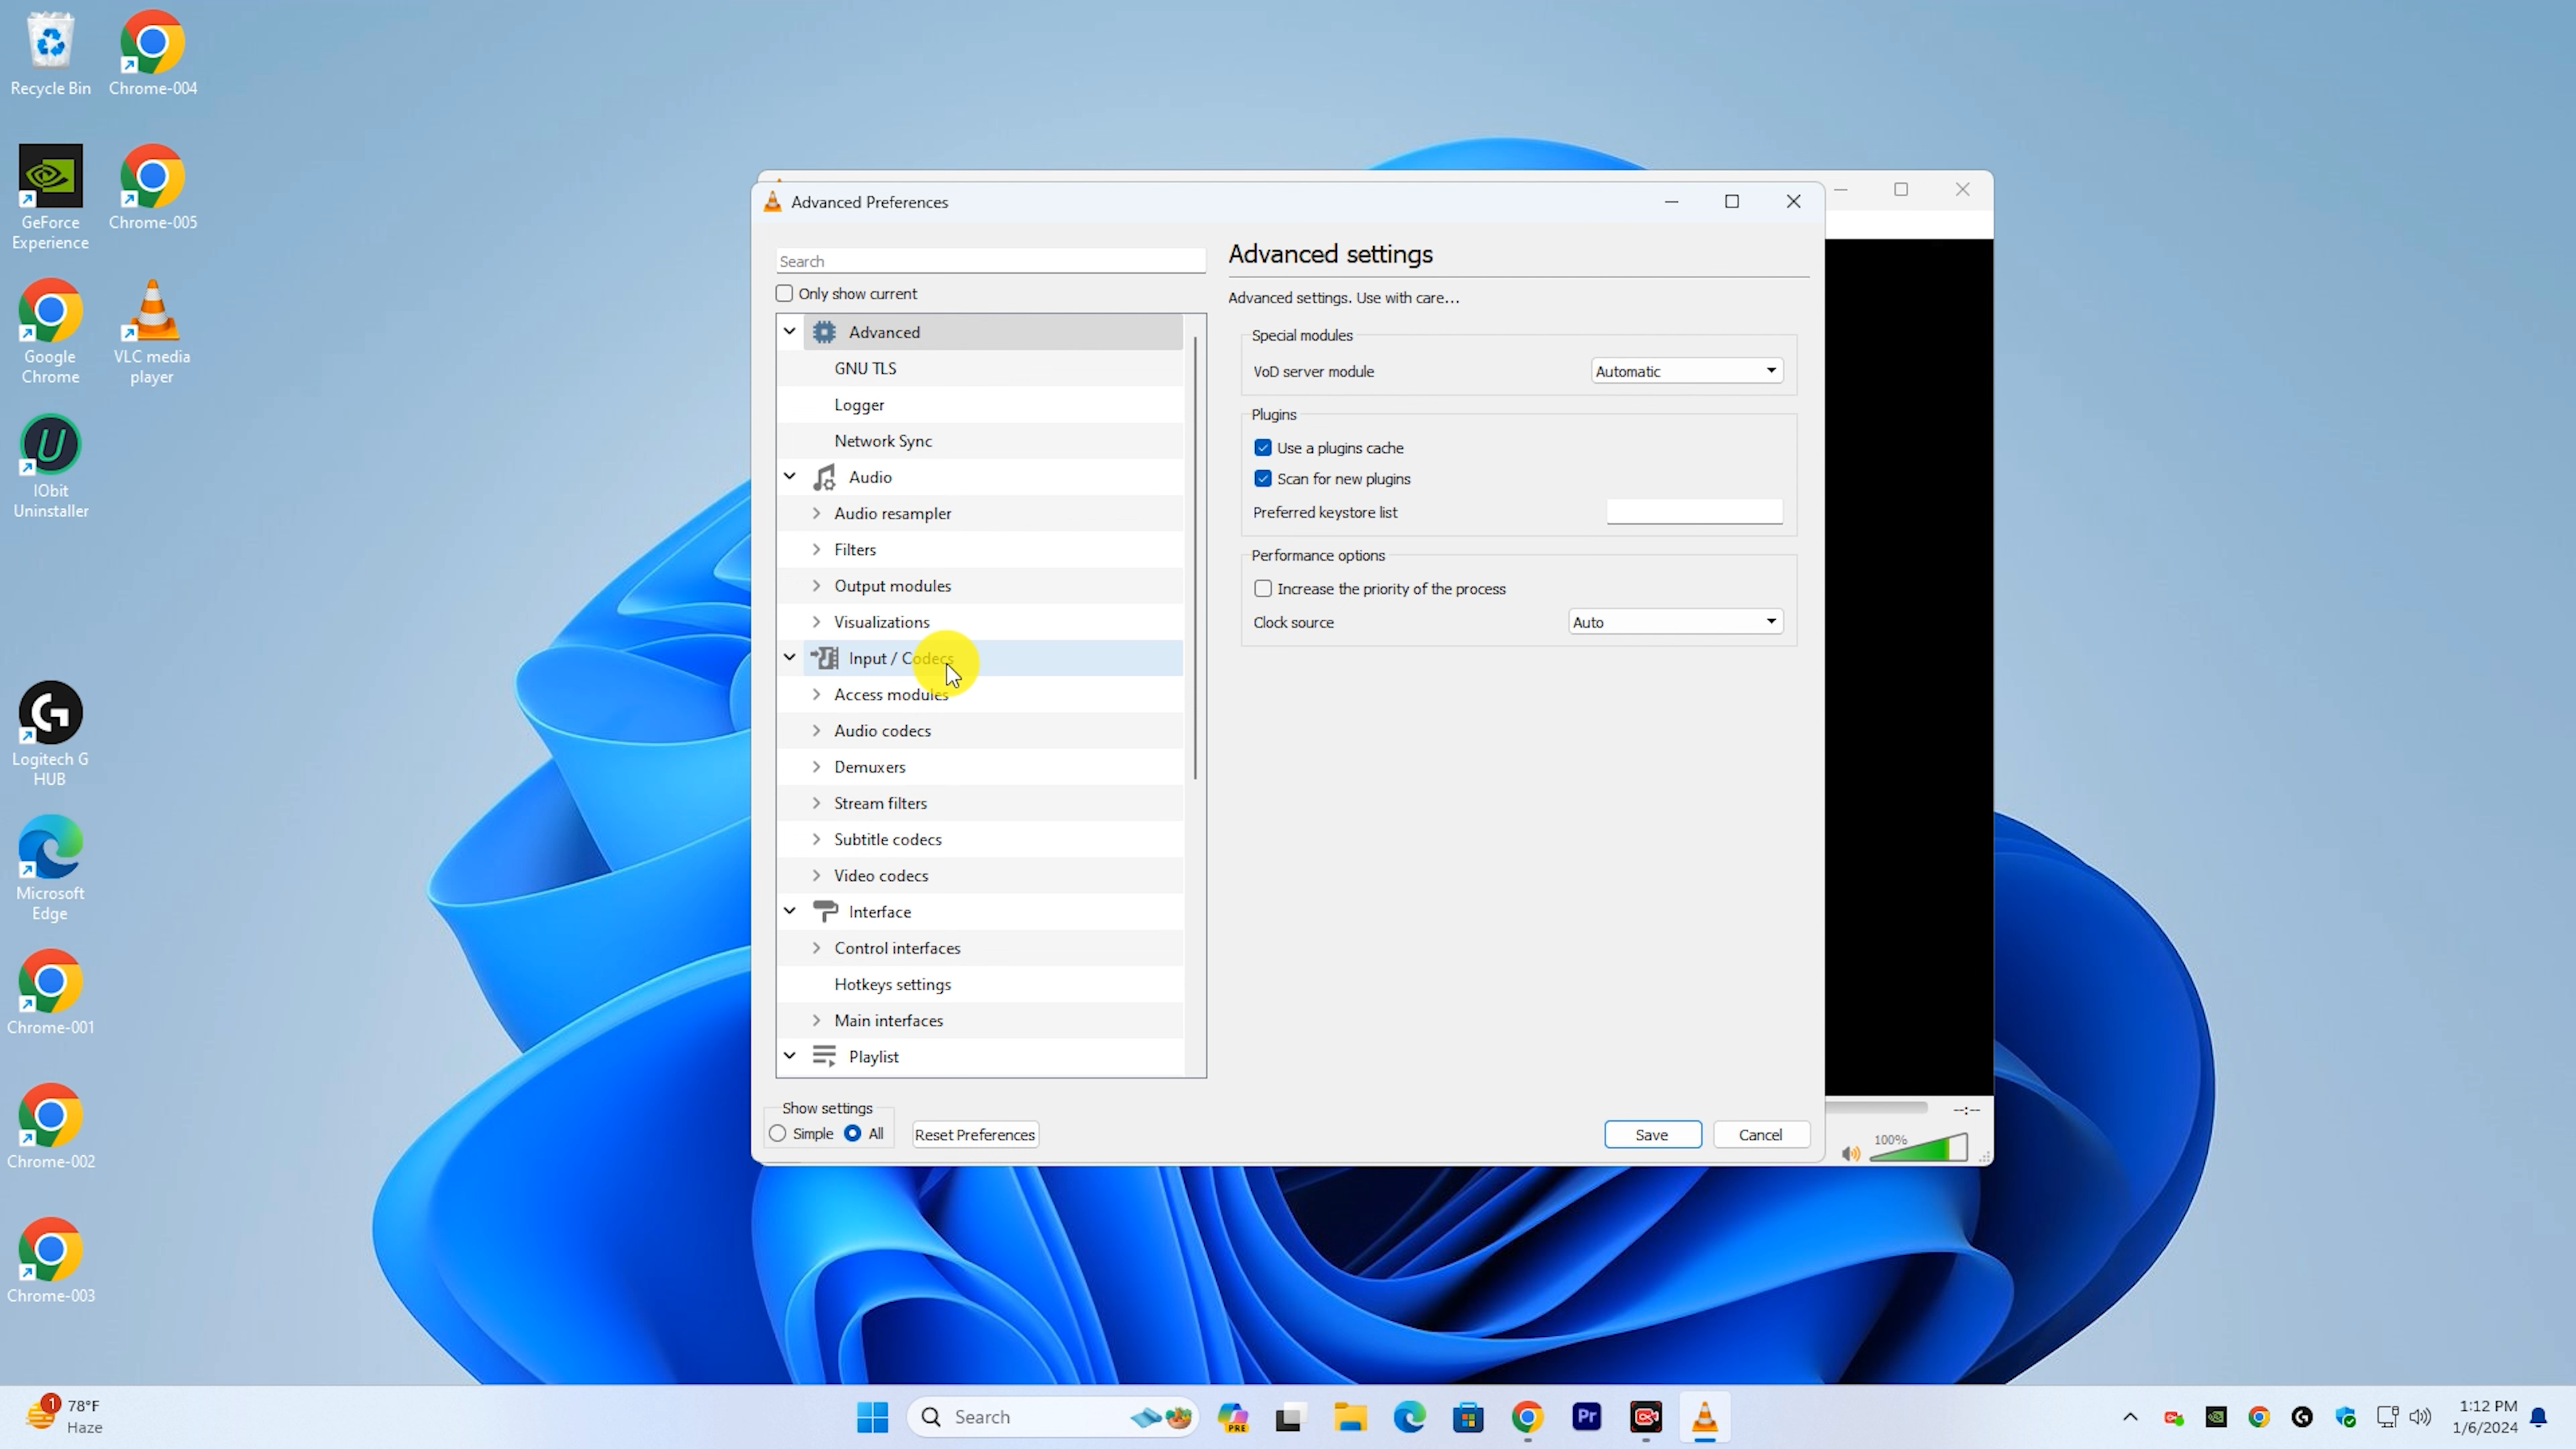 Recycle Bin
Chrome-004
GeForce
Experience
Chrome-005
Google
Chrome
VLC media
player
IObit
Uninstaller
Logitech G
HUB
Microsoft
Edge
Chrome-001
Chrome-002
Chrome-003
Advanced Preferences
Search
Only show current
Advanced
GNU TLS
Logger
Network Sync
Audio
Audio resampler
Filters
Output modules
Visualizations
Input / Codecs
Access modules
Audio codecs
Demuxers
Stream filters
Subtitle codecs
Video codecs
Interface
Control interfaces
Hotkeys settings
Main interfaces
Playlist
Show settings
Simple
All
Reset Preferences
Advanced settings
Advanced settings. Use with care...
Special modules
VoD server module
Automatic
Plugins
Use a plugins cache
Scan for new plugins
Preferred keystore list
Performance options
Increase the priority of the process
Clock source
Auto
Save
Cancel
--:--
100%
1
78°F
Haze
Search
PRE
Pr
1:12 PM
1/6/2024